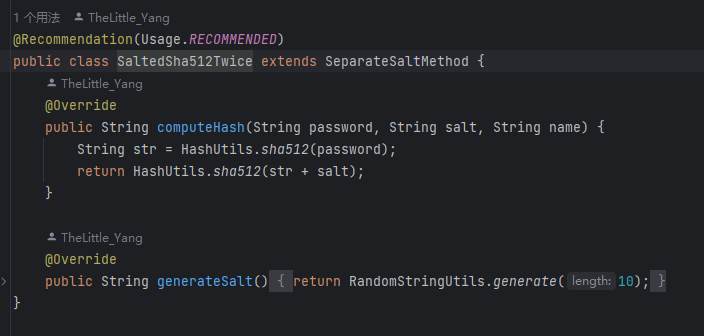 1 个用法 TheLittle_Yang
@Recommendation(Usage.RECOMMENDED)
public class SaltedSha512Twice extends SeparateSaltMethod {
TheLittle_Yang
@Override
public String computeHash(String password, String salt, String name) {
String str = HashUtils.sha512(password);
return HashUtils.sha512(str + salt);
}
TheLittle_Yang
@Override
public String generateSalt() { return RandomStringUtils.generate( length: 10); }
}